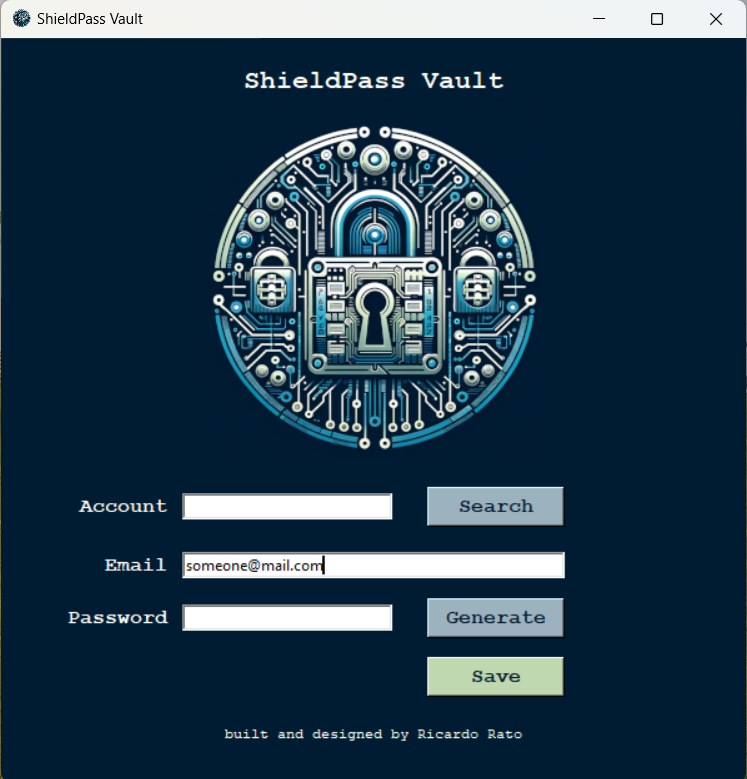 ShieldPass Vault
ShieldPass Vault
Account
Search
Email
someone@mail.com
Password
Generate
Save
built and designed by Ricardo Rato